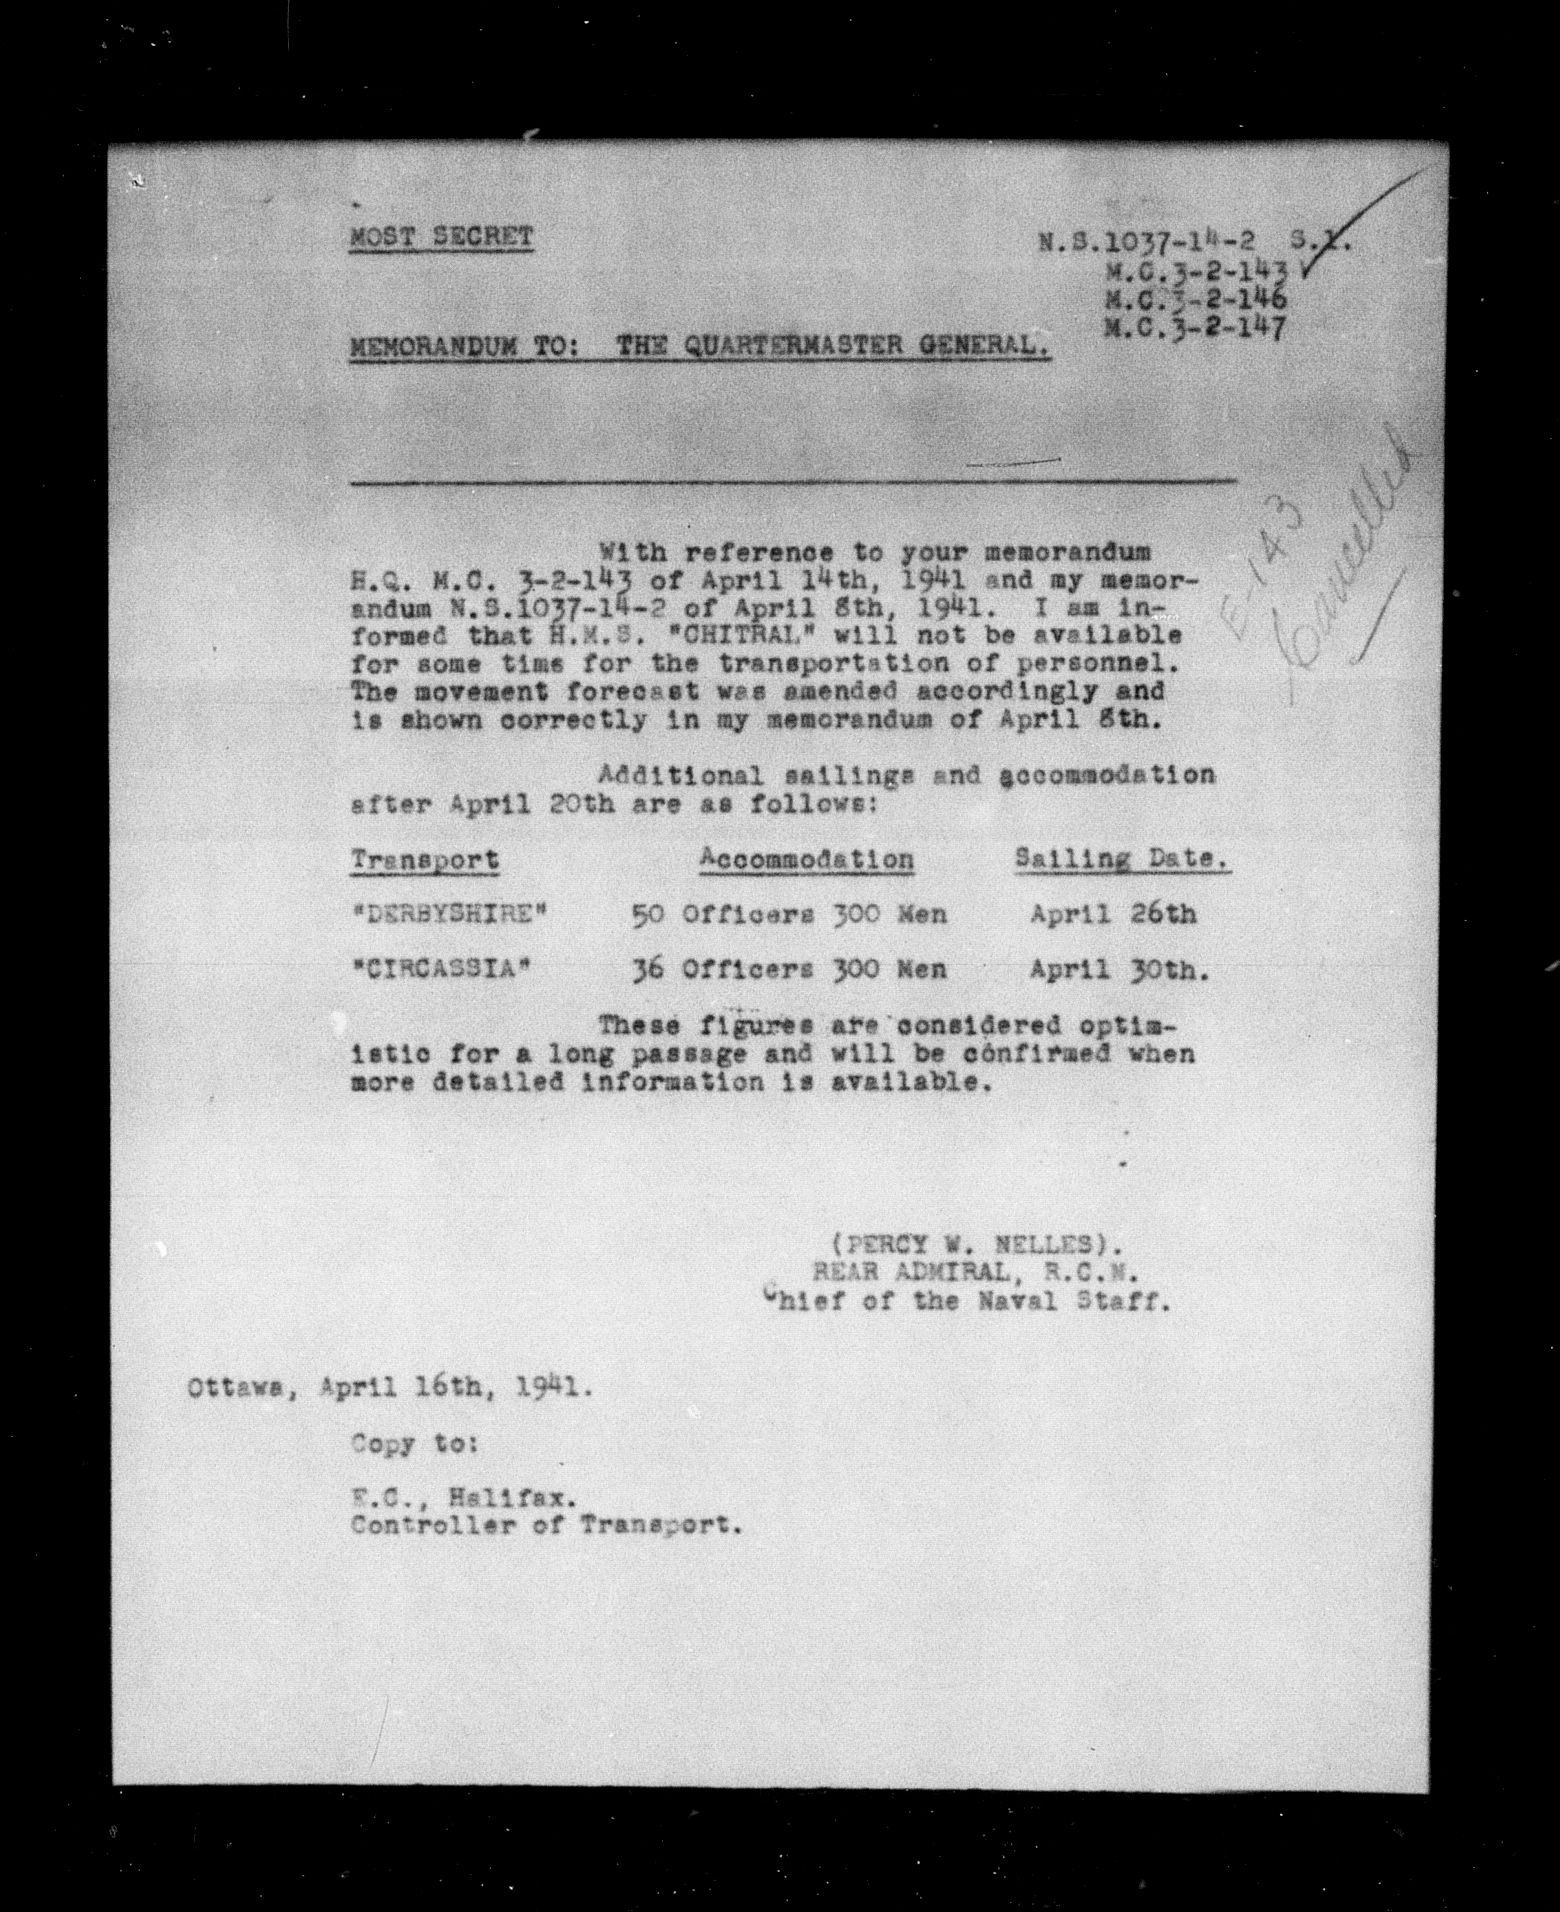 MOST SECRET
N.S.1037-14-2 S.1.
M.C.3-2-143
M.C.3-2-146
M.C.3-2-147
MEMORANDUM TO: THE QUARTERMASTER GENERAL.
E-143
Cancelled
With reference to your memorandum
H.Q. M.C. 3-2-143 of April 14th, 1941 and my memor-
andum N.S.1037-14-2 of April 8th, 1941. I am in-
formed that H.M.S. "CHITRAL" will not be available
for some time for the transportation of personnel.
The movement forecast was amended accordingly and
is shown correctly in my memorandum of April 8th.
Additional sailings and accommodation
after April 20th are as follows:
Transport Accommodation Sailing Date.
"DERBYSHIRE" 50 Officers 300 Men April 26th
"CIRCASSIA" 36 Officers 300 Men April 30th.
These figures are considered optim-
istic for a long passage and will be confirmed when
more detailed information is available.
(PERCY W. NELLES).
REAR ADMIRAL, R.C.N.
Chief of the Naval Staff.
Ottawa, April 16th, 1941.
Copy to:
E.C., Halifax.
Controller of Transport.